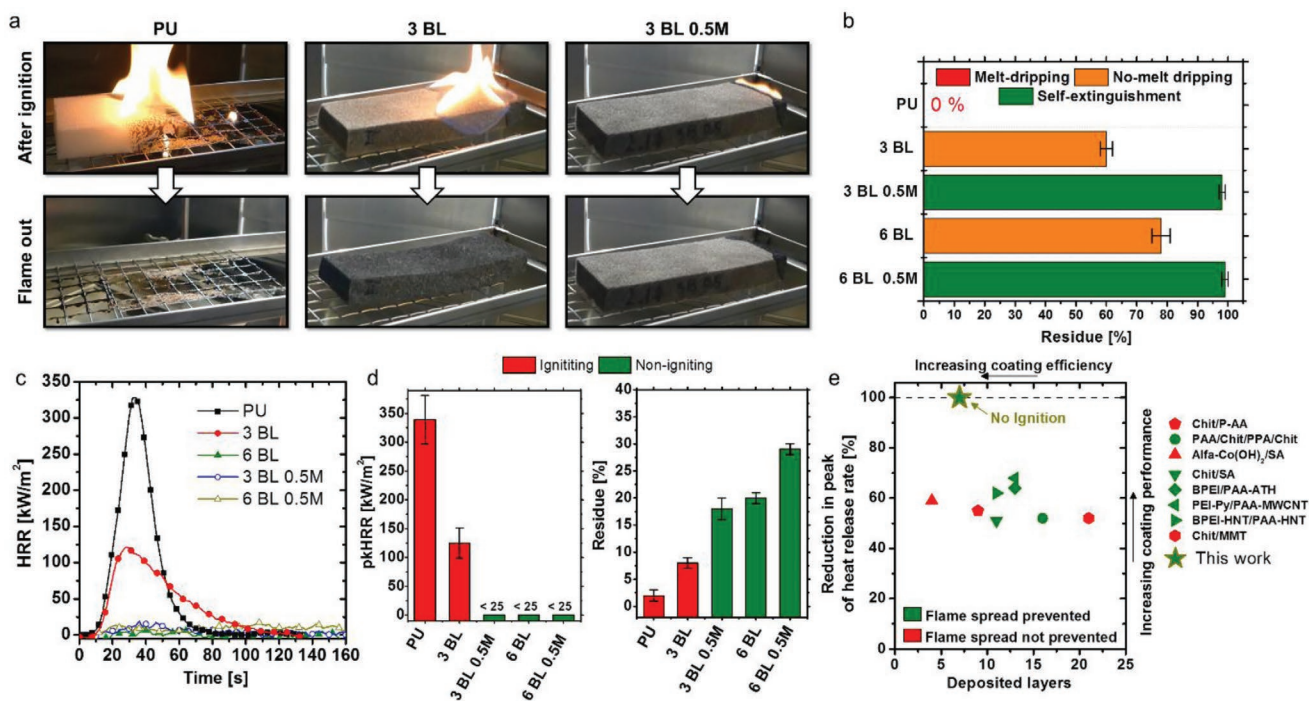 a
PU
3 BL
3 BL 0.5M
After ignition
Flame out
b
Melt-dripping
No-melt dripping
Self-extinguishment
PU
0 %
3 BL
3 BL 0.5M
6 BL
6 BL 0.5M
0 10 20 30 40 50 60 70 80 90 100
Residue [%]
c
HRR [kW/m²]
350
300
250
200
150
100
50
0
PU
3 BL
6 BL
3 BL 0.5M
6 BL 0.5M
0 20 40 60 80 100 120 140 160
Time [s]
d
Ignititing
Non-igniting
pkHRR [kW/m²]
350
300
250
200
150
100
50
0
< 25
< 25
< 25
PU
3 BL
3 BL 0.5M
6 BL
6 BL 0.5M
Residue [%]
40
35
30
25
20
15
10
5
0
PU
3 BL
3 BL 0.5M
6 BL
6 BL 0.5M
e
Increasing coating efficiency
Reduction in peak
of heat release rate [%]
100
80
60
40
20
0
No Ignition
Flame spread prevented
Flame spread not prevented
0 5 10 15 20 25
Deposited layers
Increasing coating performance
Chit/P-AA
PAA/Chit/PPA/Chit
Alfa-Co(OH)₂/SA
Chit/SA
BPEI/PAA-ATH
PEI-Py/PAA-MWCNT
BPEI-HNT/PAA-HNT
Chit/MMT
This work